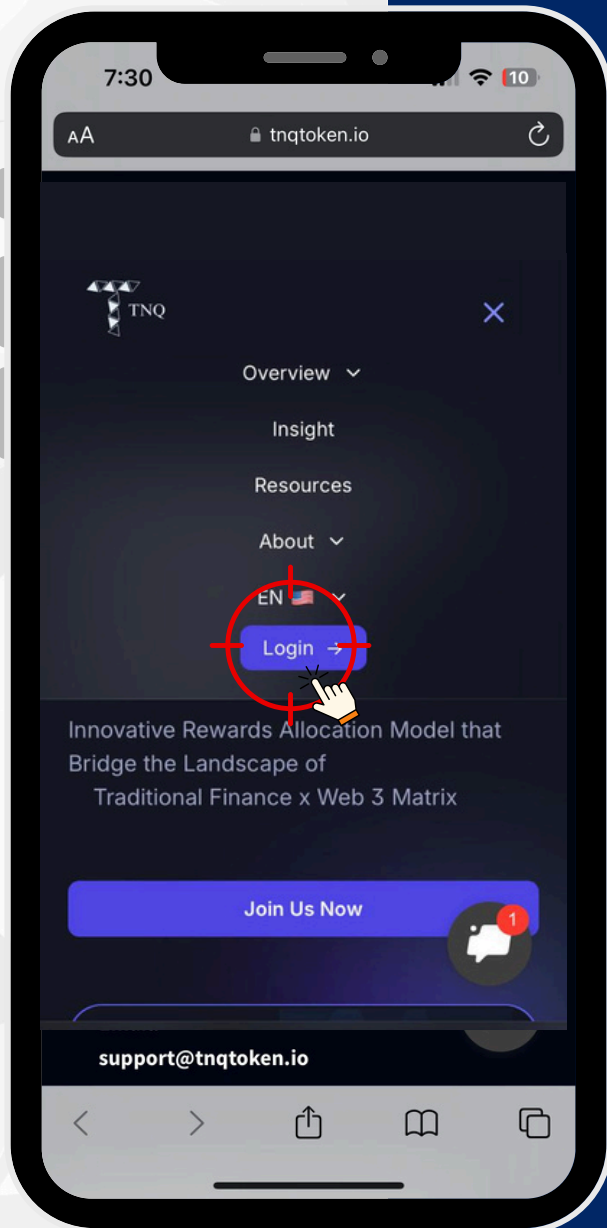 7:30
10
AA
tnqtoken.io
TNQ
Overview
Insight
Resources
About
EN
Login →
Innovative Rewards Allocation Model that
Bridge the Landscape of
Traditional Finance x Web 3 Matrix
Join Us Now
1
support@tnqtoken.io